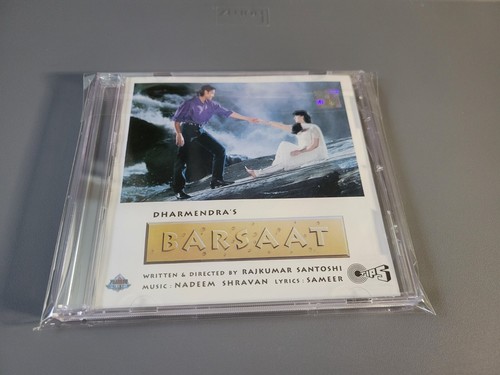 DHARMENDRA'S
BARSAAT
WRITTEN & DIRECTED BY RAJKUMAR SANTOSHI
MUSIC : NADEEM SHRAVAN LYRICS : SAMEER
TIPS